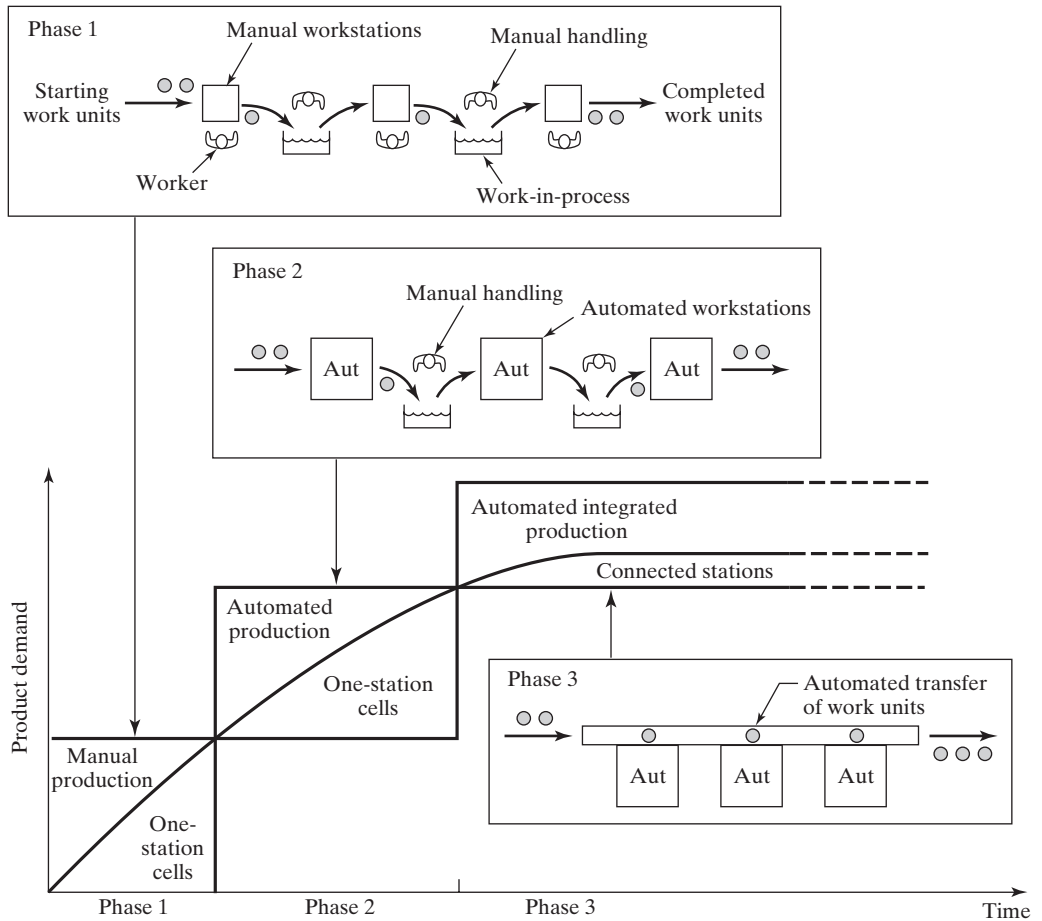 Phase 1
Manual workstations
Manual handling
Starting
work units
Completed
work units
Worker
Work-in-process
Phase 2
Manual handling
Automated workstations
Aut
Aut
Aut
Automated integrated
production
Connected stations
Automated
production
One-station
cells
Product demand
Manual
production
One-
station
cells
Phase 3
Automated transfer
of work units
Aut
Aut
Aut
Phase 1
Phase 2
Phase 3
Time